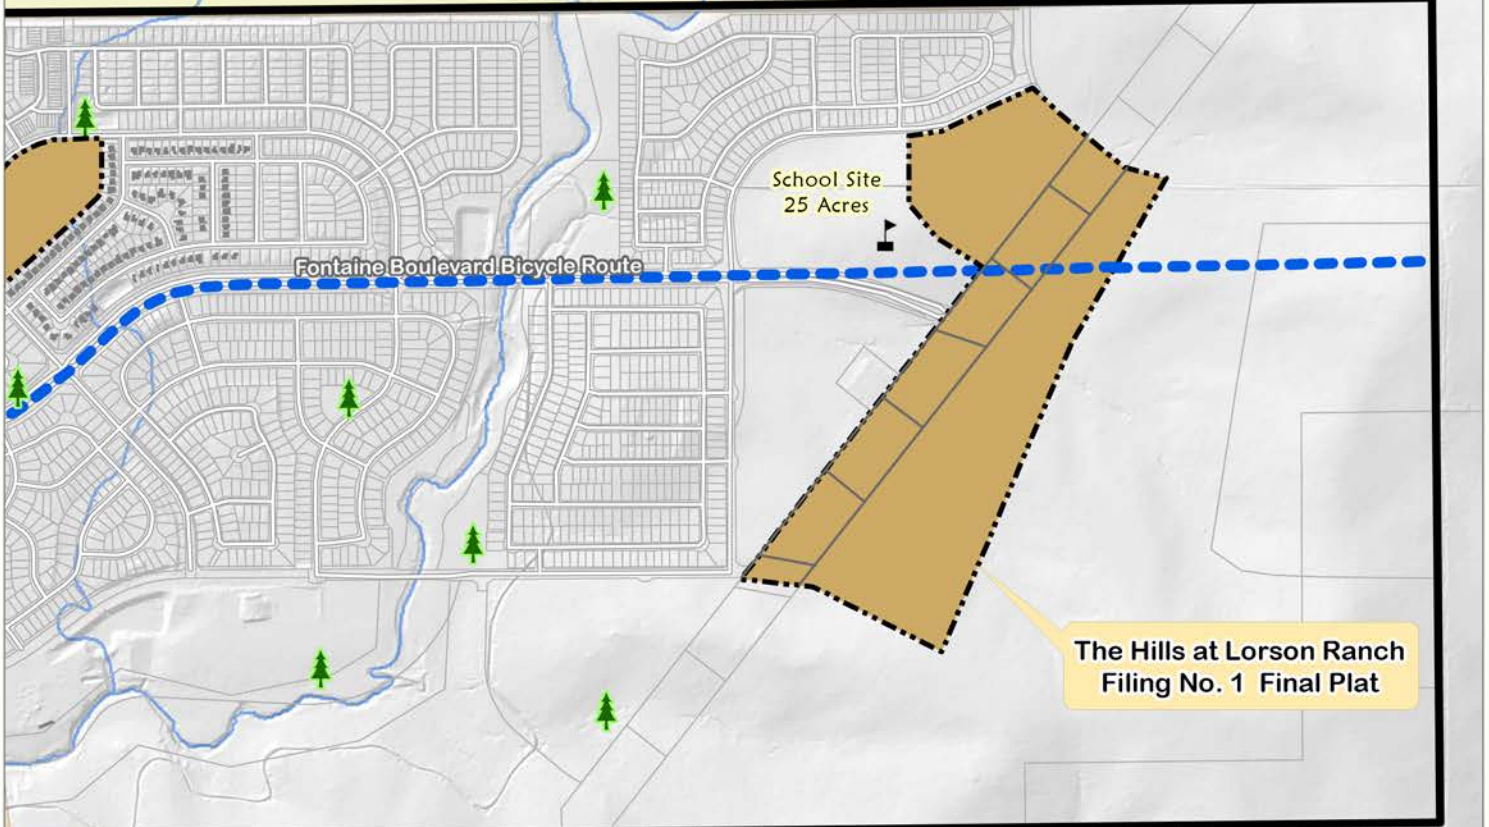 School Site
25 Acres
Fontaine Boulevard Bicycle Route
The Hills at Lorson Ranch
Filing No. 1 Final Plat